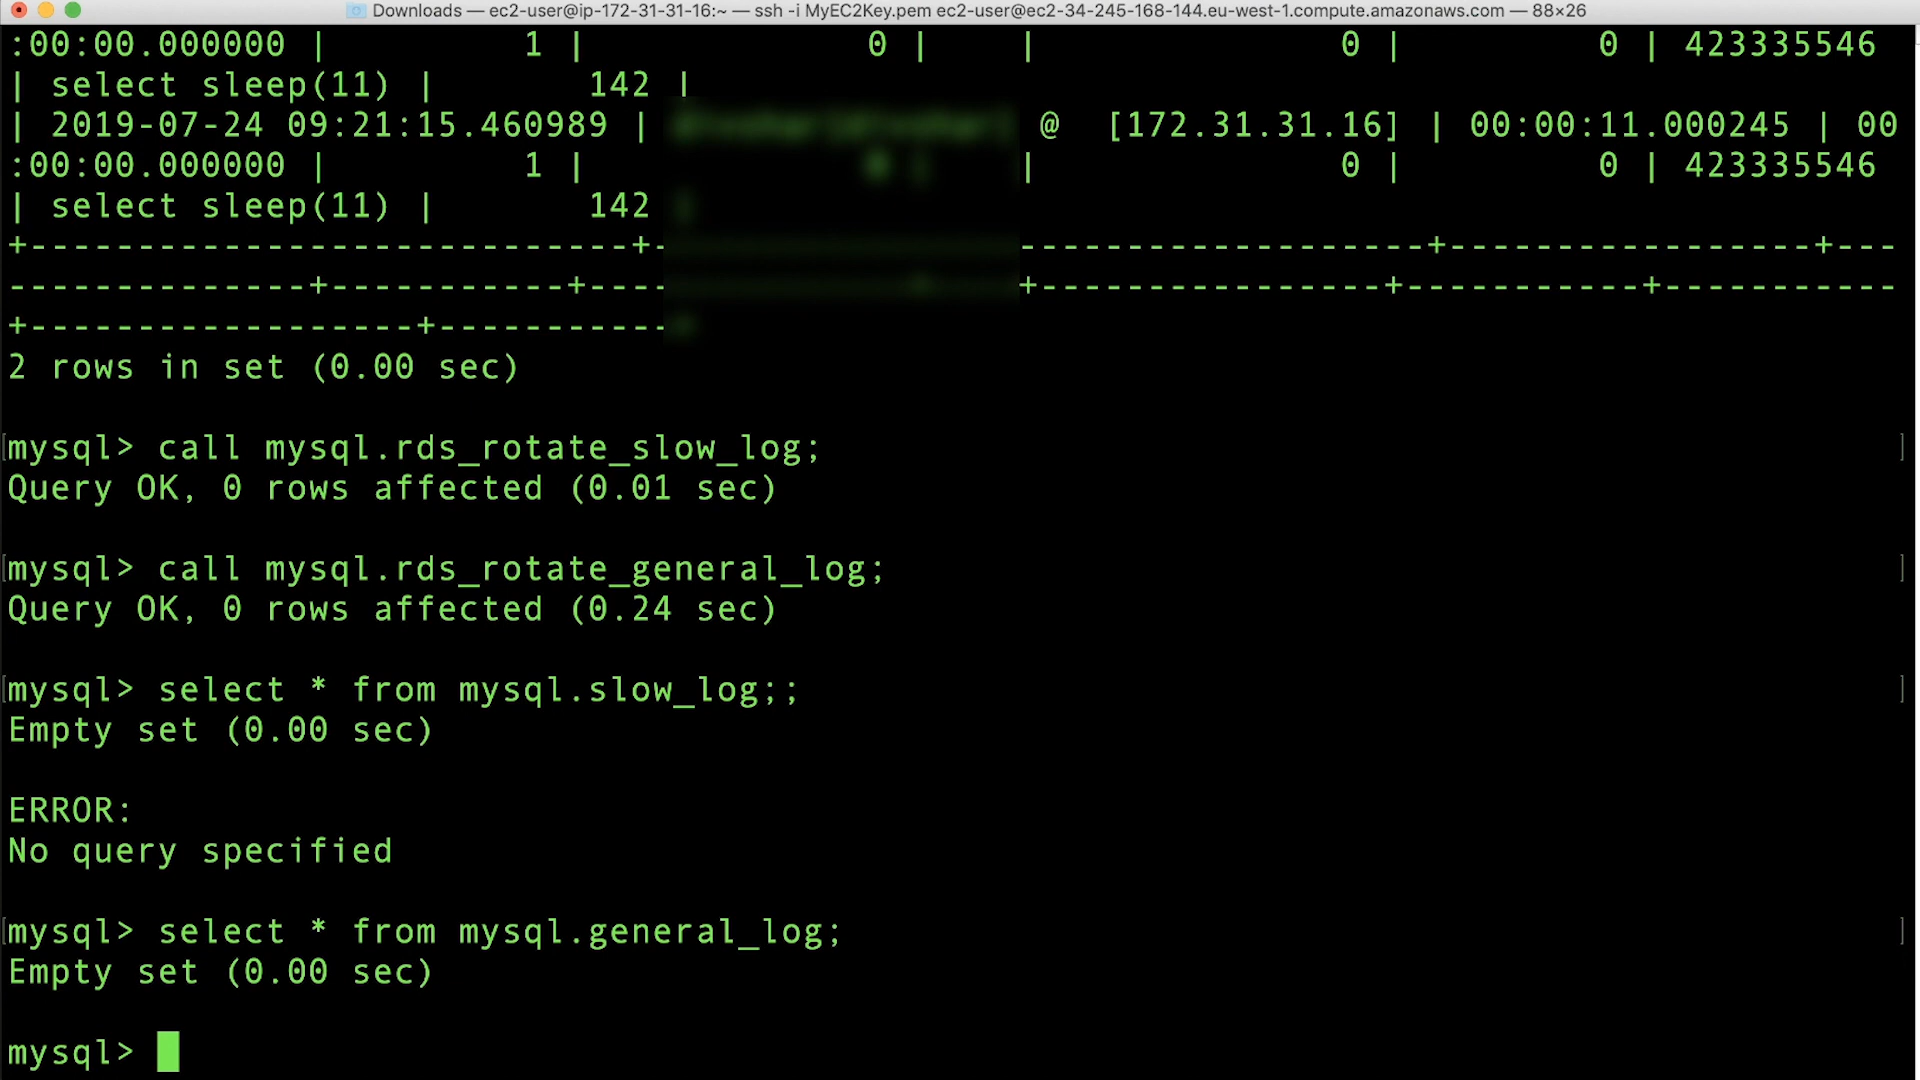 Downloads — ec2-user@ip-172-31-31-16:~ — ssh -i MyEC2Key.pem ec2-user@ec2-34-245-168-144.eu-west-1.compute.amazonaws.com — 88×26
:00:00.000000 |          1 |             0 |    |              0 |         0 | 423335546
| select sleep(11) |       142 |
| 2019-07-24 09:21:15.460989 | @  [172.31.31.16] | 00:00:11.000245 | 00
:00:00.000000 |          1 |    |              0 |         0 | 423335546
| select sleep(11) |       142
+----------------------------+- -------------------+-----------------+---
--------------+-----------+---- +----------------+-----------+-----------
+------------------+-----------
2 rows in set (0.00 sec)
[mysql> call mysql.rds_rotate_slow_log; ]
Query OK, 0 rows affected (0.01 sec)
[mysql> call mysql.rds_rotate_general_log; ]
Query OK, 0 rows affected (0.24 sec)
[mysql> select * from mysql.slow_log;; ]
Empty set (0.00 sec)
ERROR:
No query specified
[mysql> select * from mysql.general_log; ]
Empty set (0.00 sec)
mysql>